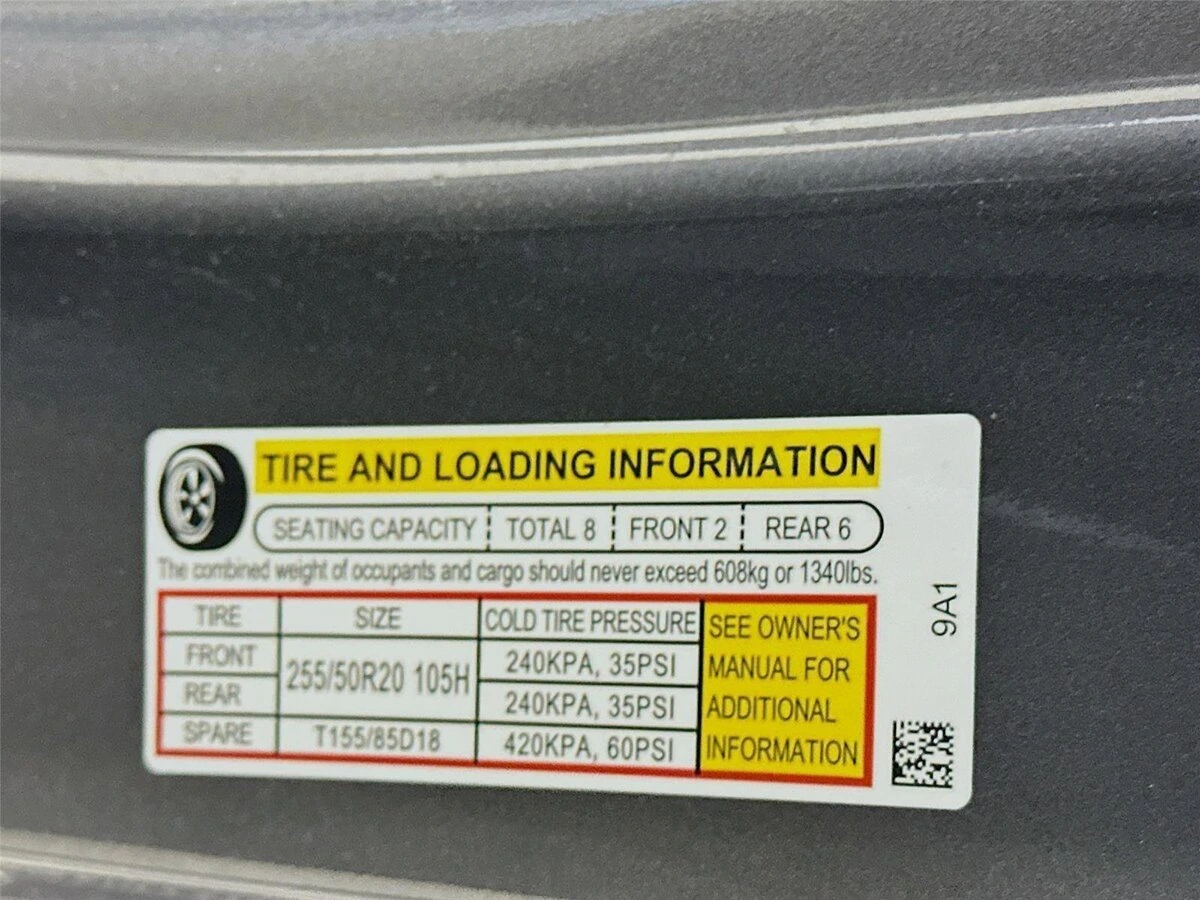 TIRE AND LOADING INFORMATION
SEATING CAPACITY TOTAL 8 FRONT 2 REAR 6
The combined weight of occupants and cargo should never exceed 608kg or 1340lbs.
TIRE SIZE COLD TIRE PRESSURE
FRONT 255/50R20 105H 240KPA, 35PSI
REAR 240KPA, 35PSI
SPARE T155/85D18 420KPA, 60PSI
SEE OWNER'S
MANUAL FOR
ADDITIONAL
INFORMATION
9A1